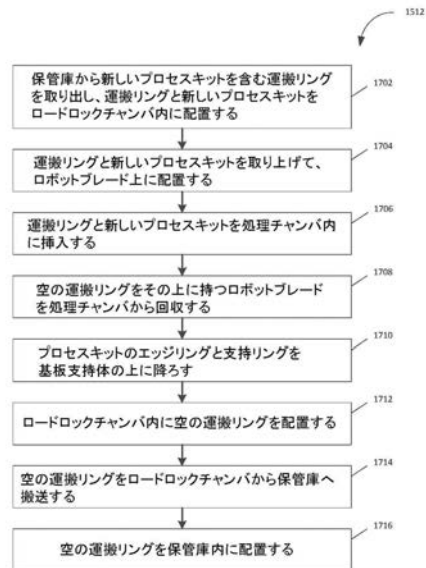 1512
保管庫から新しいプロセスキットを含む運搬リング
を取り出し、運搬リングと新しいプロセスキットを
ロードロックチャンバ内に配置する
1702
運搬リングと新しいプロセスキットを取り上げて、
ロボットブレード上に配置する
1704
運搬リングと新しいプロセスキットを処理チャンバ内
に挿入する
1706
空の運搬リングをその上に持つロボットブレード
を処理チャンバから回収する
1708
プロセスキットのエッジリングと支持リングを
基板支持体の上に降ろす
1710
ロードロックチャンバ内に空の運搬リングを配置する
1712
空の運搬リングをロードロックチャンバから保管庫へ
搬送する
1714
空の運搬リングを保管庫内に配置する
1716